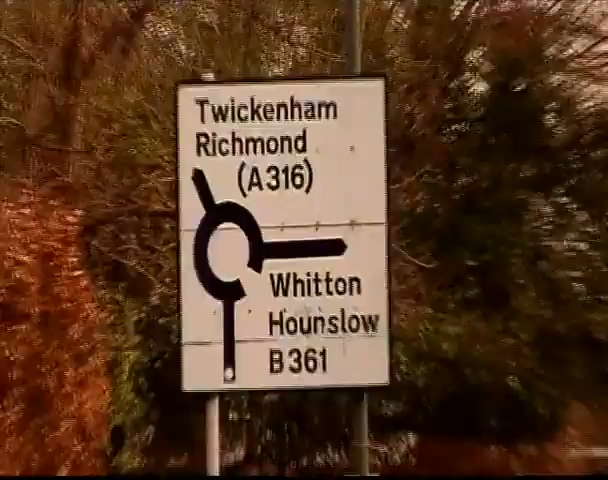 Twickenham
Richmond
(A316)
Whitton
Hounslow
B361